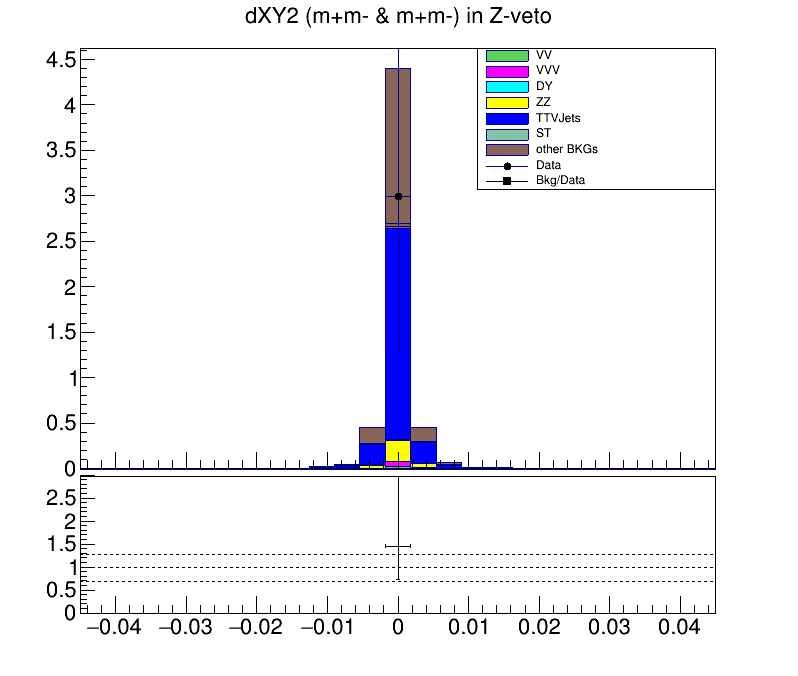 dXY2 (m+m- & m+m-) in Z-veto
4.5
4
3.5
3
2.5
2
1.5
1
0.5
0
VV
VVV
DY
ZZ
TTVJets
ST
other BKGs
Data
Bkg/Data
2.5
2
1.5
1
0.5
0
−0.04 −0.03 −0.02 −0.01 0 0.01 0.02 0.03 0.04